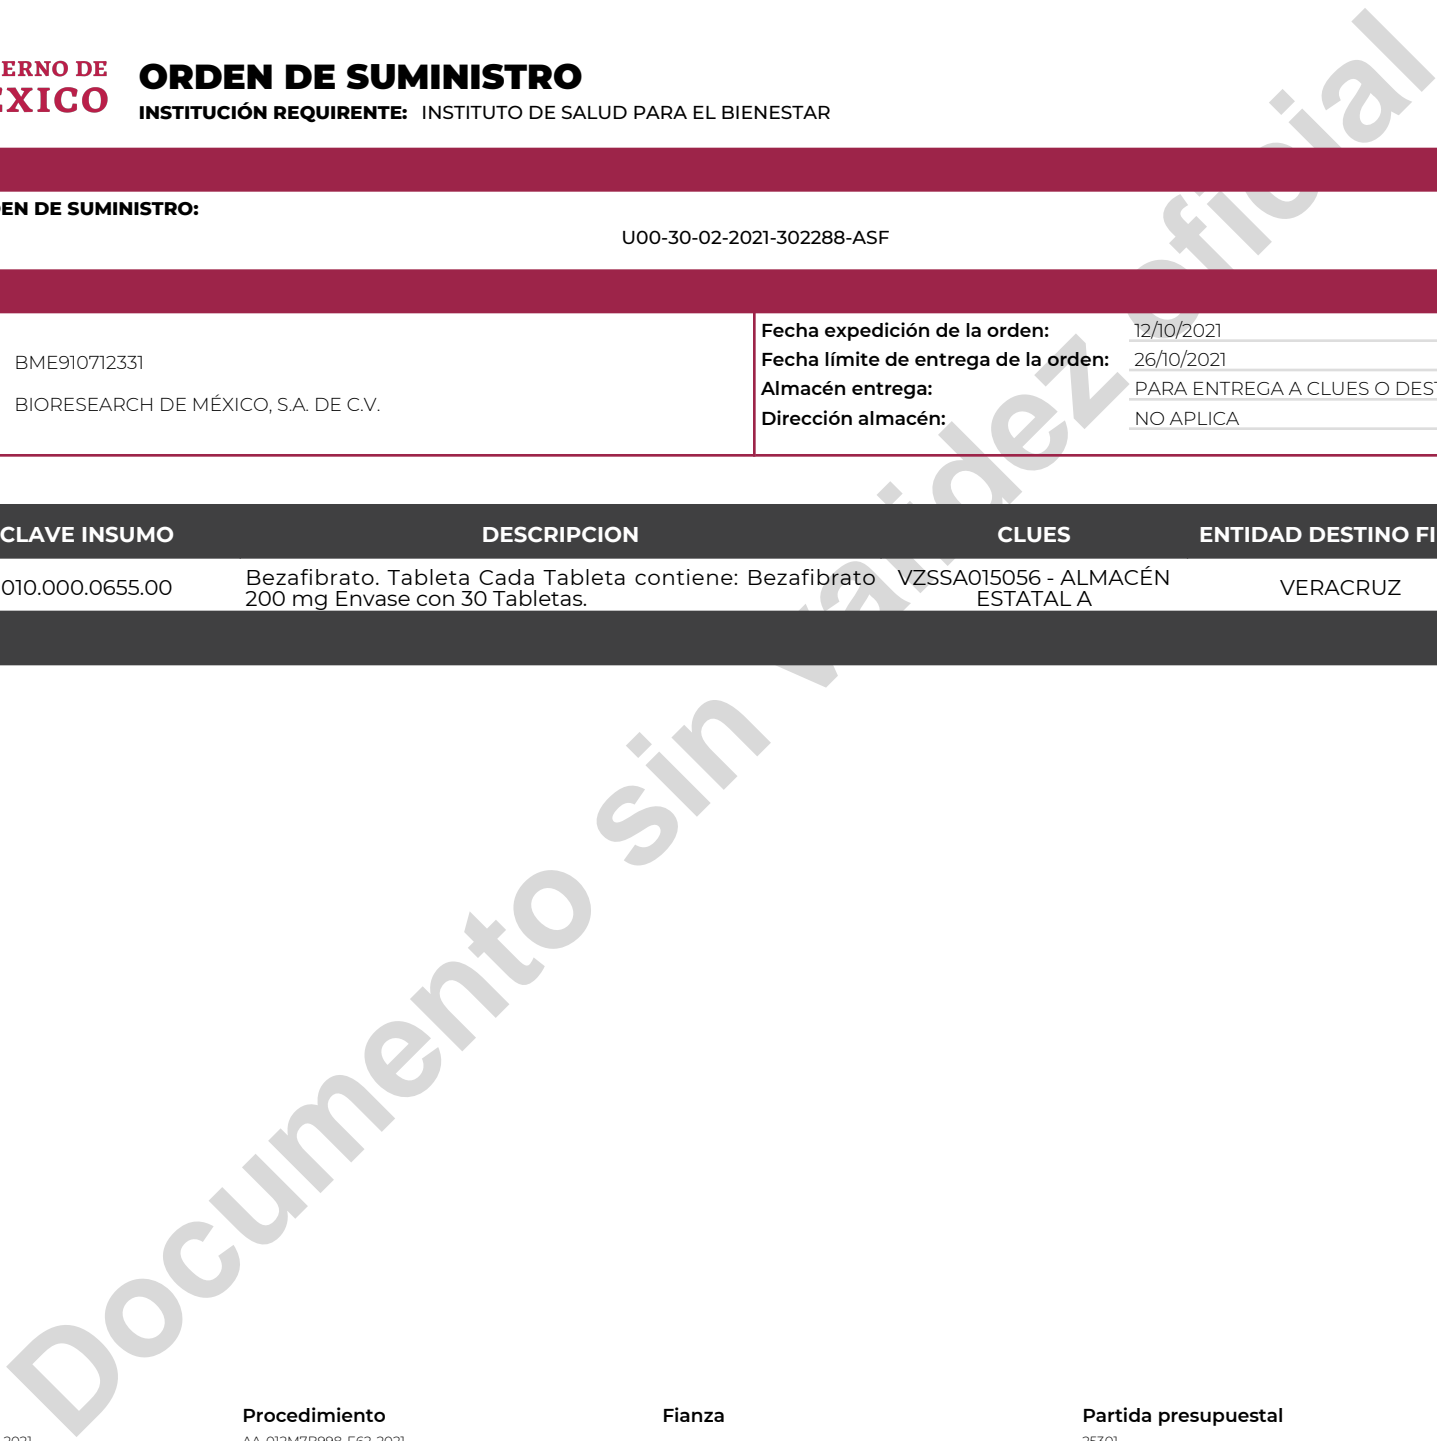 ERNO DE
EXICO
ORDEN DE SUMINISTRO
INSTITUCIÓN REQUIRENTE: INSTITUTO DE SALUD PARA EL BIENESTAR
EN DE SUMINISTRO:
U00-30-02-2021-302288-ASF
BME910712331
BIORESEARCH DE MÉXICO, S.A. DE C.V.
Fecha expedición de la orden: 12/10/2021
Fecha límite de entrega de la orden: 26/10/2021
Almacén entrega: PARA ENTREGA A CLUES O DEST
Dirección almacén: NO APLICA
CLAVE INSUMO DESCRIPCION CLUES ENTIDAD DESTINO FI
010.000.0655.00 Bezafibrato. Tableta Cada Tableta contiene: Bezafibrato VZSSA015056 - ALMACÉN VERACRUZ
200 mg Envase con 30 Tabletas. ESTATAL A
Documento sin validez oficial
Procedimiento Fianza Partida presupuestal